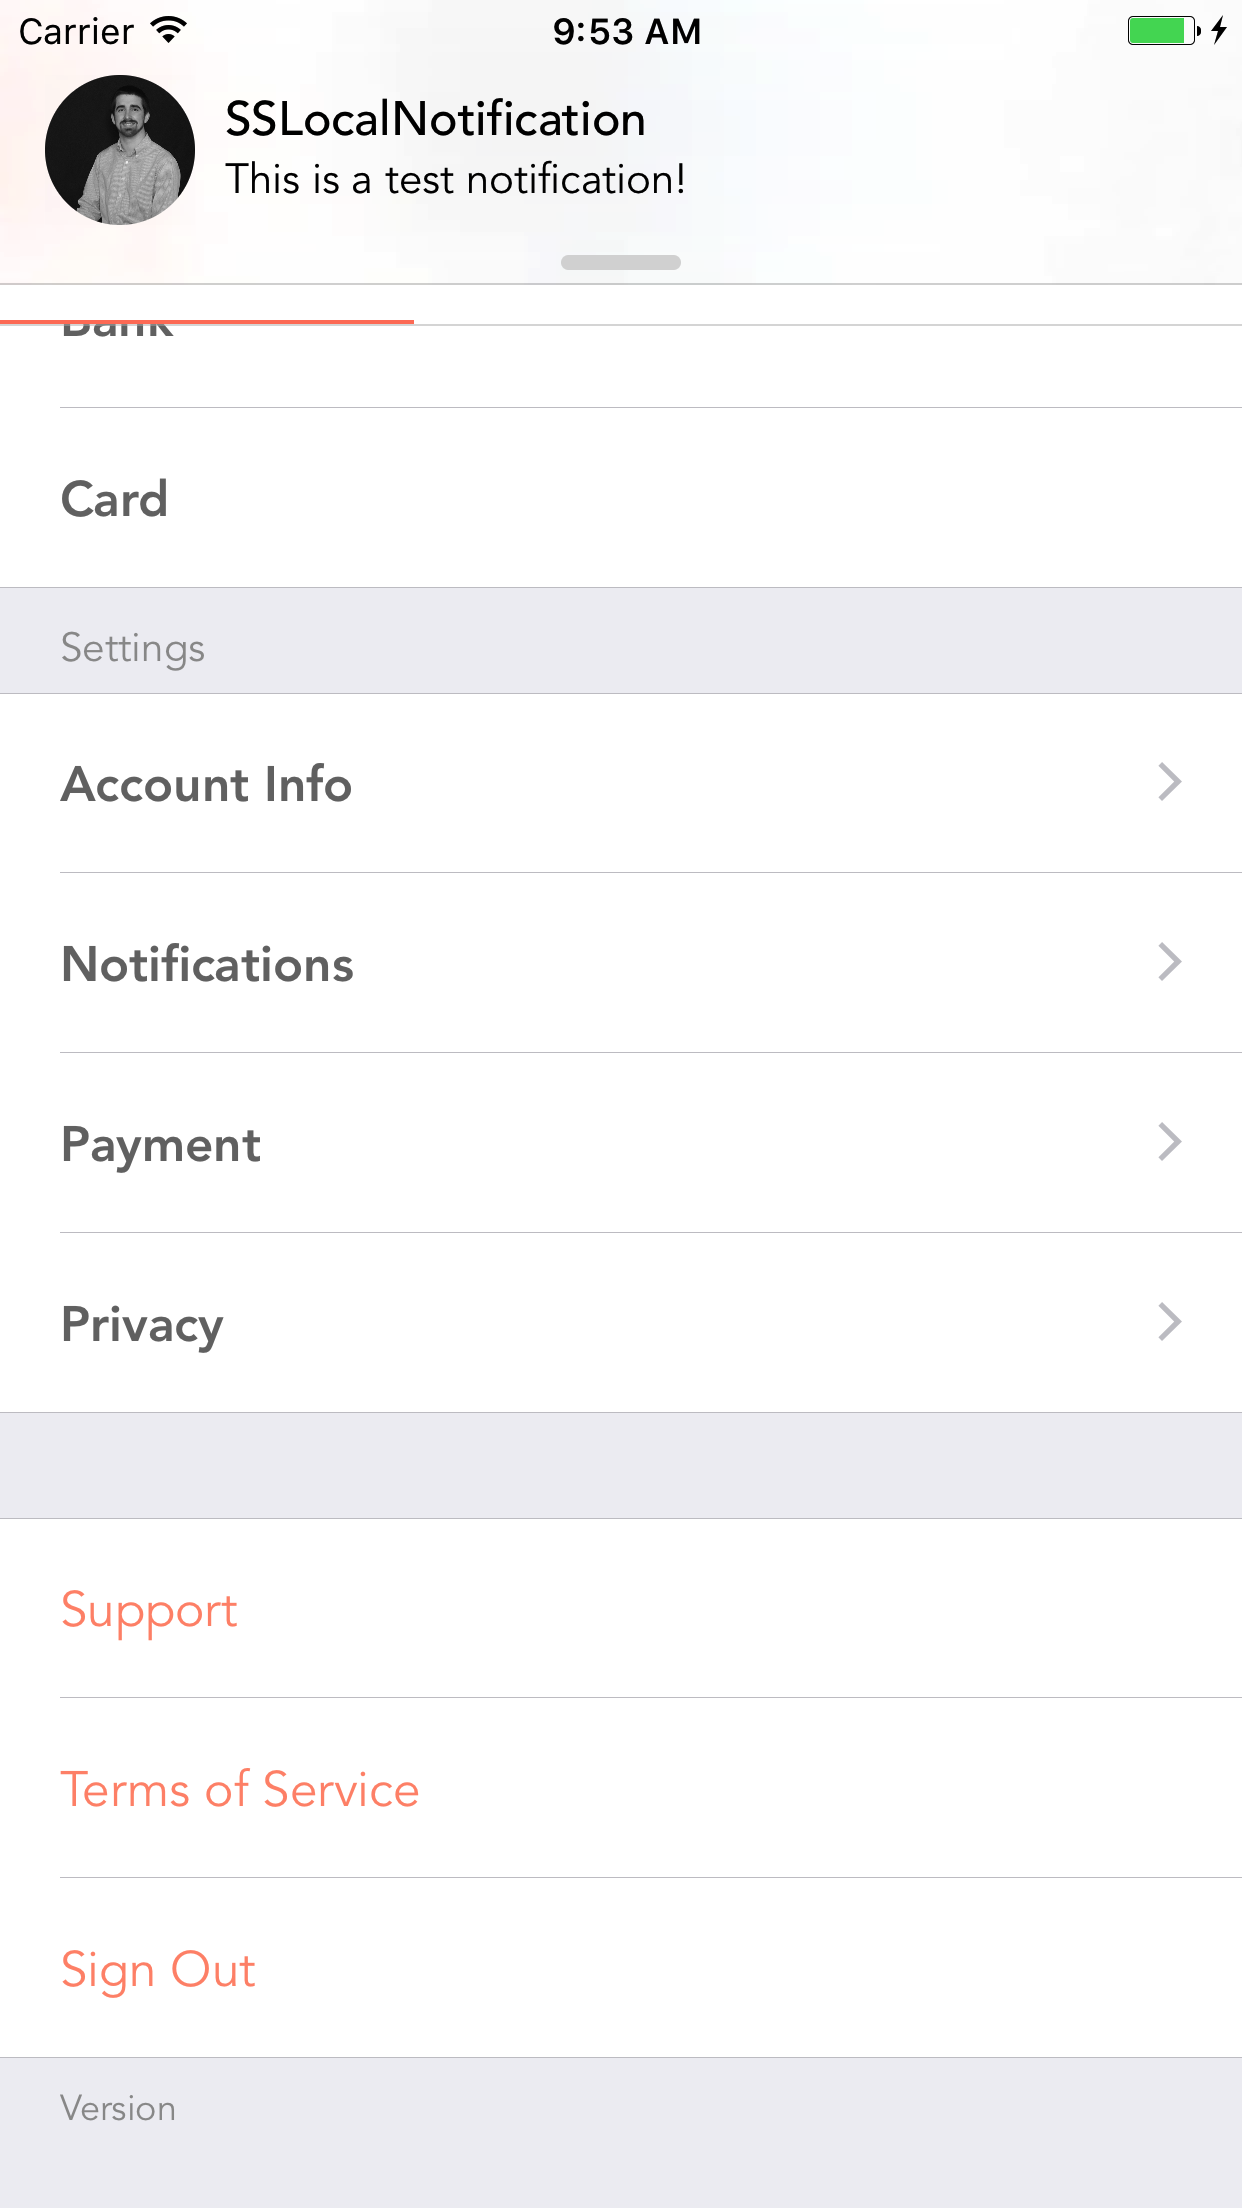 Carrier 9:53 AM
SSLocalNotification
This is a test notification!
Bank
Card
Settings
Account Info
Notifications
Payment
Privacy
Support
Terms of Service
Sign Out
Version